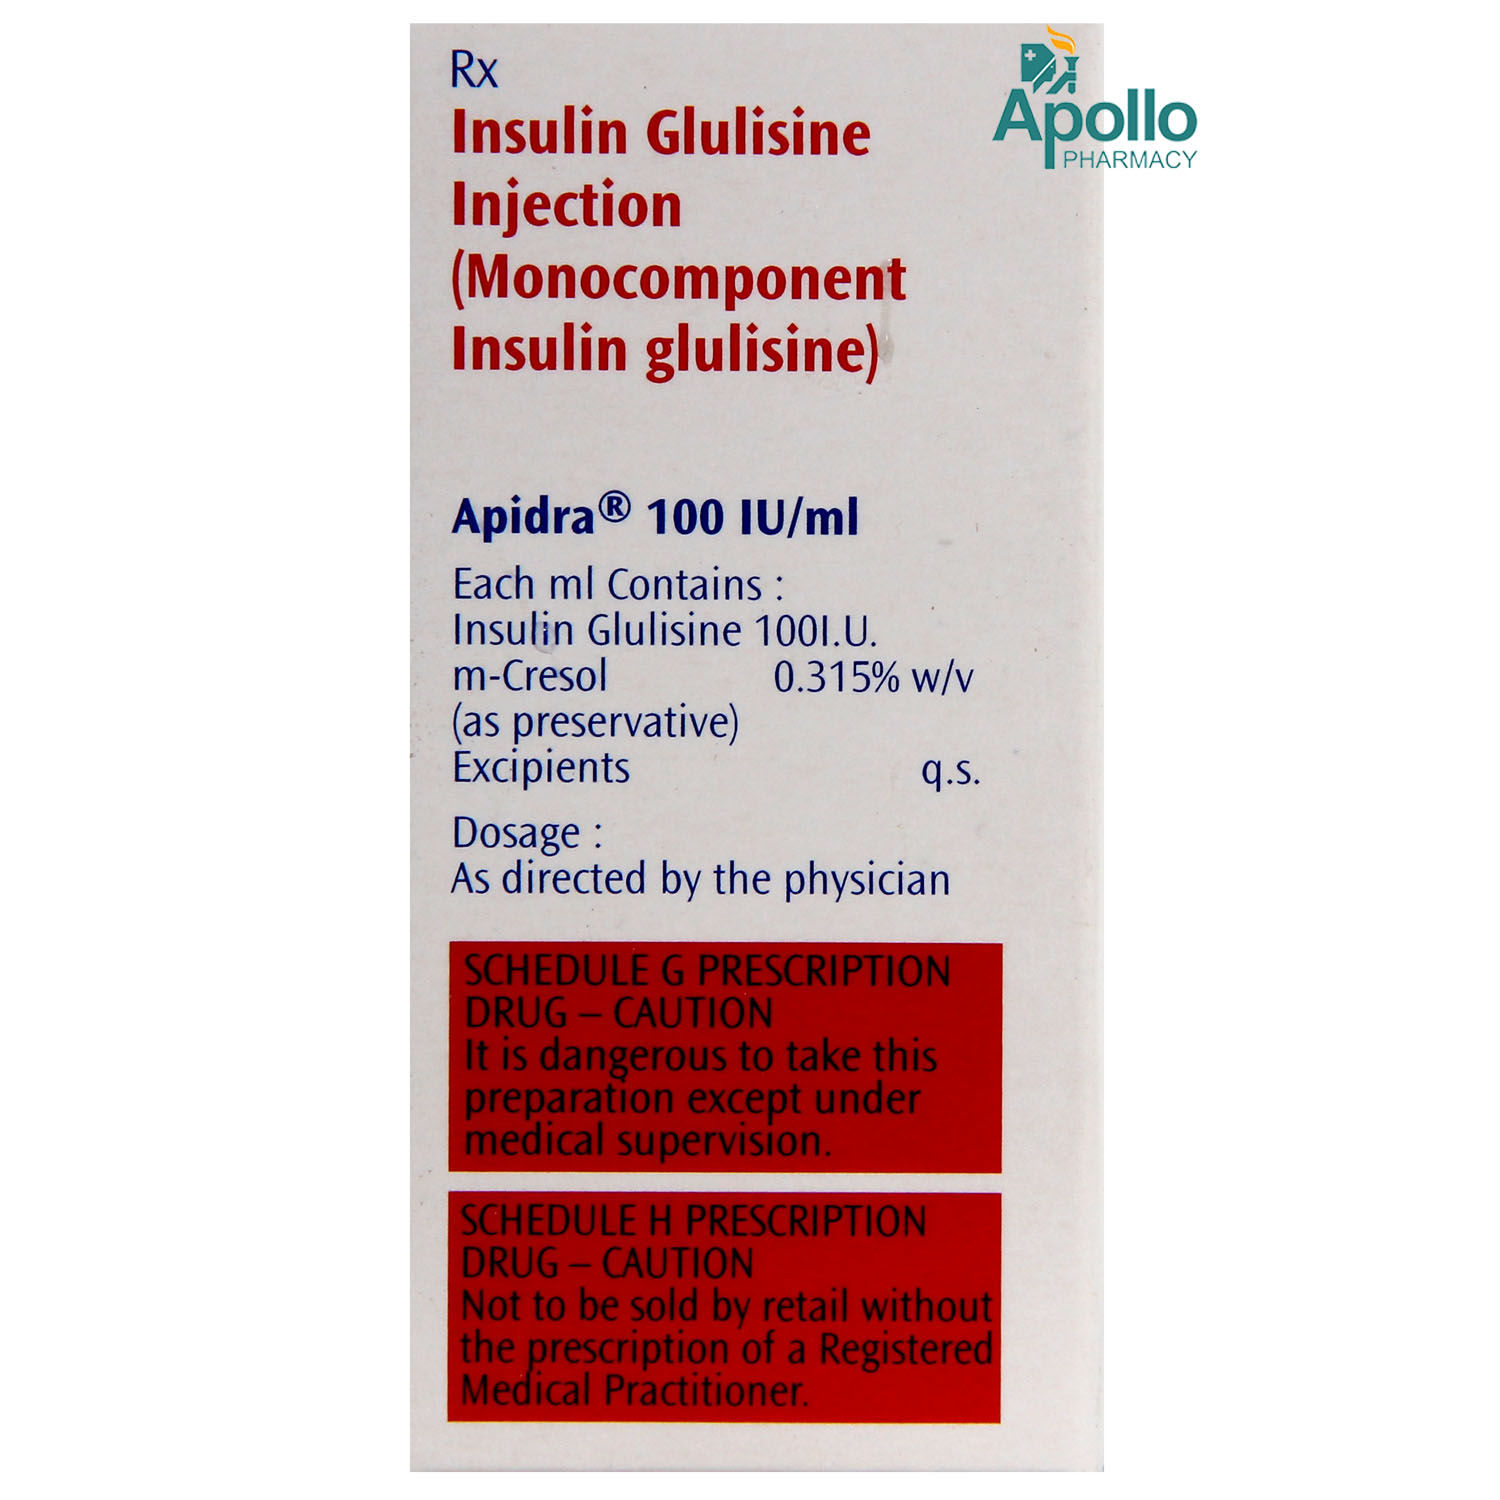 Rx
Apollo
PHARMACY
Insulin Glulisine
Injection
(Monocomponent
Insulin glulisine)
Apidra® 100 IU/ml
Each ml Contains :
Insulin Glulisine 100I.U.
m-Cresol 0.315% w/v
(as preservative)
Excipients q.s.
Dosage :
As directed by the physician
SCHEDULE G PRESCRIPTION
DRUG – CAUTION
It is dangerous to take this
preparation except under
medical supervision.
SCHEDULE H PRESCRIPTION
DRUG – CAUTION
Not to be sold by retail without
the prescription of a Registered
Medical Practitioner.